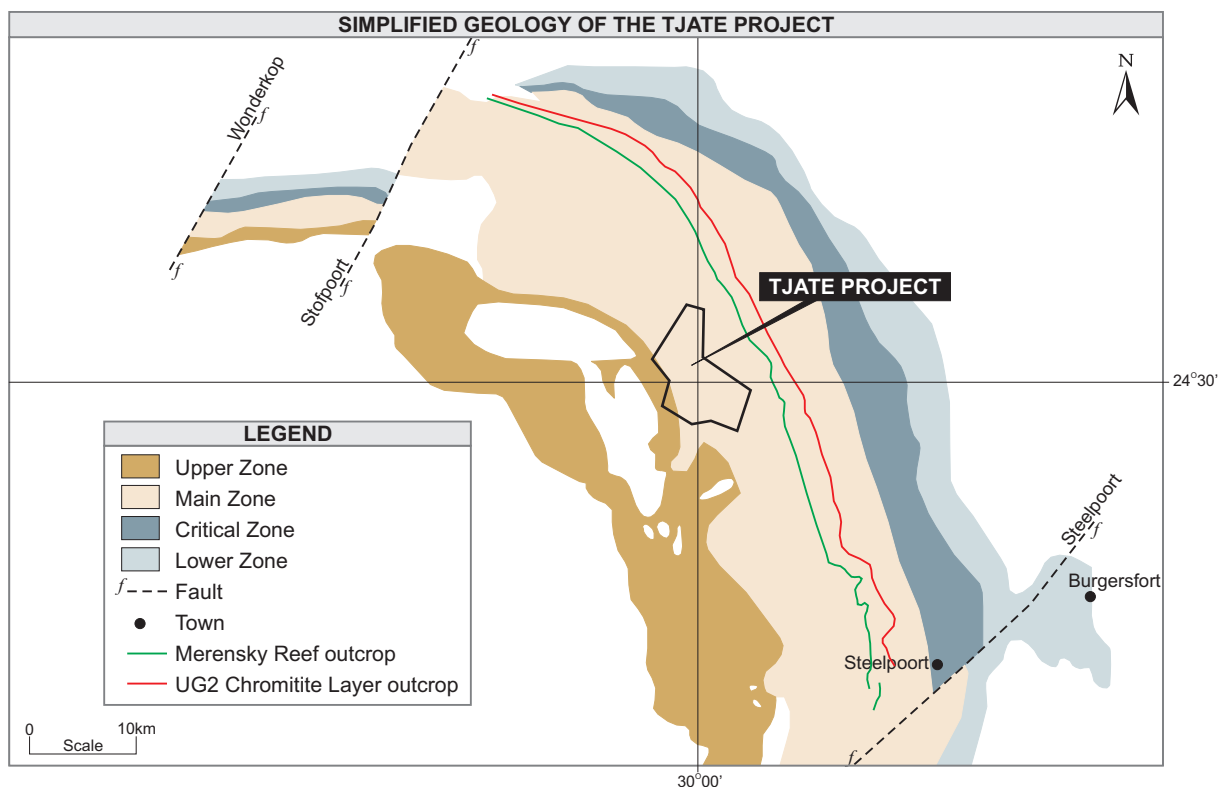 SIMPLIFIED GEOLOGY OF THE TJATE PROJECT
f
N
Wonderkop
f
Stofpoort
f
f
TJATE PROJECT
24°30'
LEGEND
Upper Zone
Main Zone
Critical Zone
Lower Zone
f Fault
Town
Merensky Reef outcrop
UG2 Chromitite Layer outcrop
Steelpoort
f
Burgersfort
Steelpoort
f
0 10km
Scale
30°00'